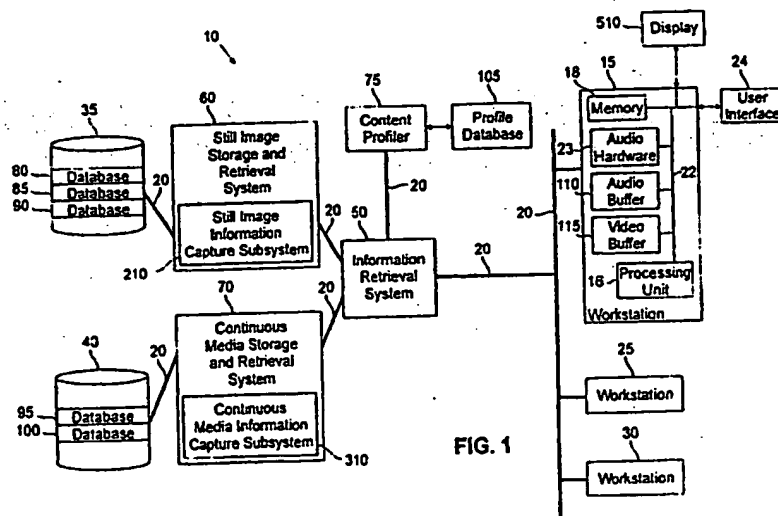 10
35
80
Database
85
Database
90
Database
20
60
Still Image
Storage and
Retrieval
System
Still Image
Information
Capture Subsystem
210
20
75
Content
Profiler
105
Profile
Database
20
50
Information
Retrieval
System
20
20
70
Continuous
Media Storage
and Retrieval
System
Continuous
Media Information
Capture Subsystem
310
40
20
95
Database
100
Database
FIG. 1
510
Display
15
18
Memory
24
User
Interface
23
Audio
Hardware
22
110
Audio
Buffer
20
115
Video
Buffer
16
Processing
Unit
Workstation
25
Workstation
30
Workstation